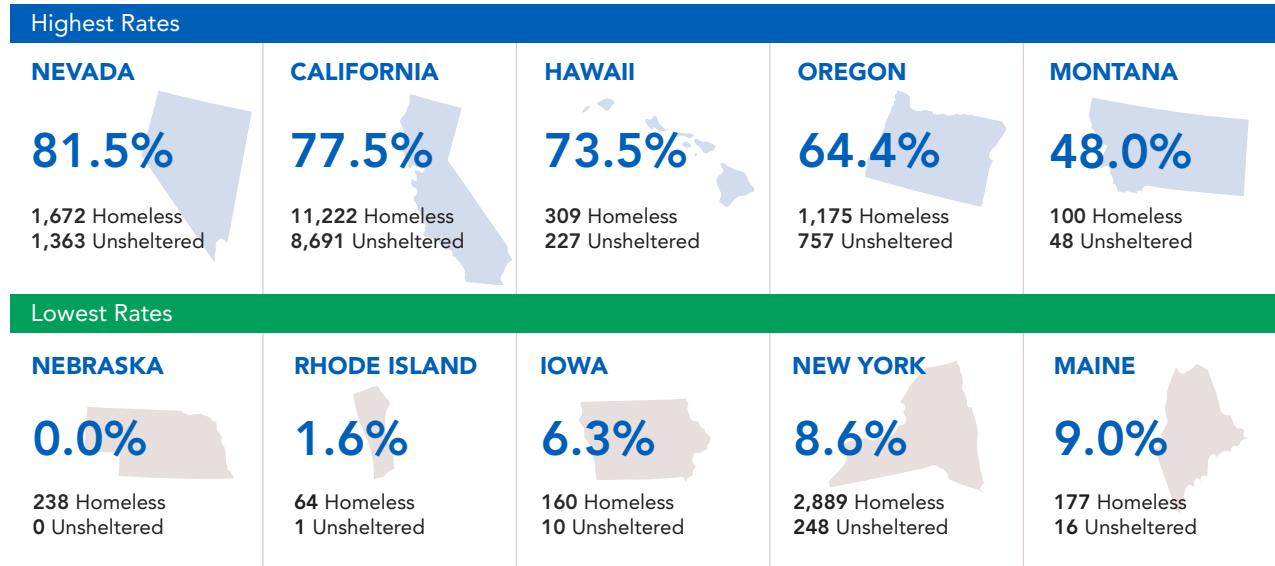 Highest Rates
NEVADA
81.5%
1,672 Homeless
1,363 Unsheltered
CALIFORNIA
77.5%
11,222 Homeless
8,691 Unsheltered
HAWAII
73.5%
309 Homeless
227 Unsheltered
OREGON
64.4%
1,175 Homeless
757 Unsheltered
MONTANA
48.0%
100 Homeless
48 Unsheltered
Lowest Rates
NEBRASKA
0.0%
238 Homeless
0 Unsheltered
RHODE ISLAND
1.6%
64 Homeless
1 Unsheltered
IOWA
6.3%
160 Homeless
10 Unsheltered
NEW YORK
8.6%
2,889 Homeless
248 Unsheltered
MAINE
9.0%
177 Homeless
16 Unsheltered